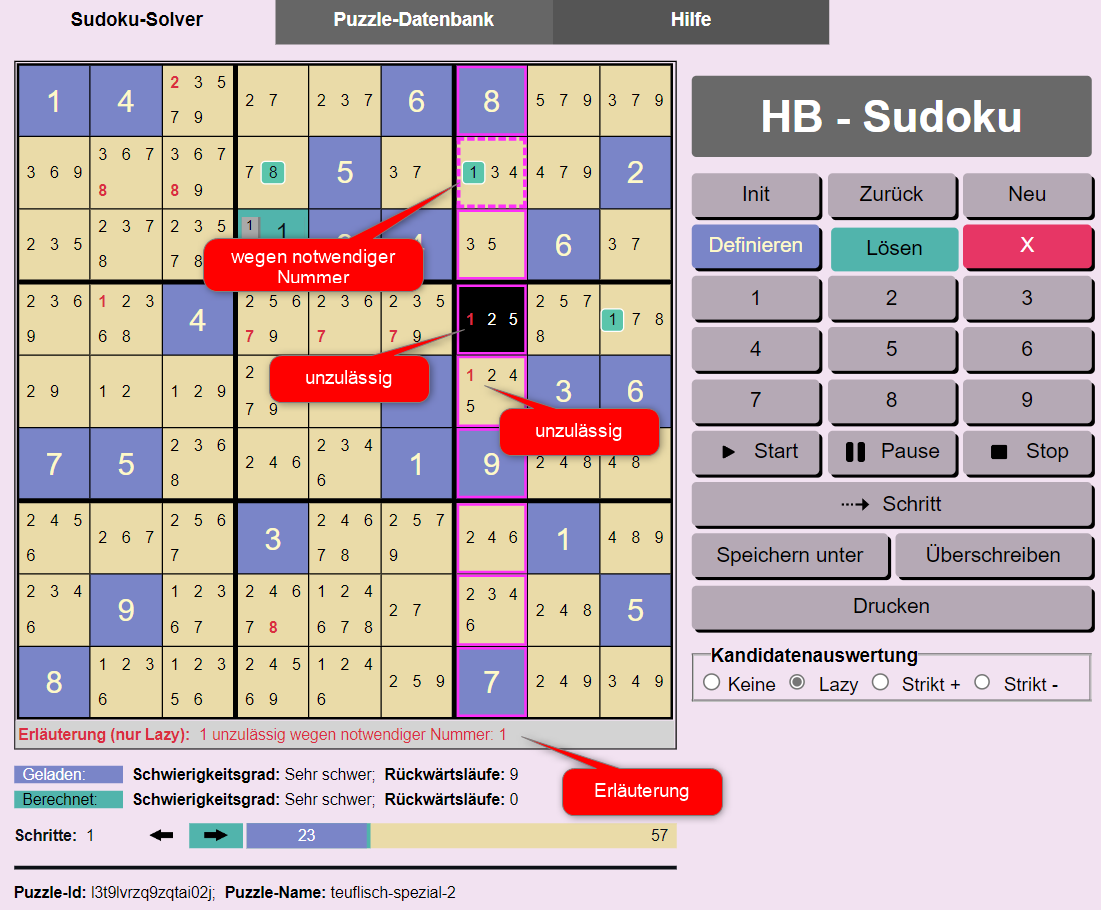 Sudoku-Solver Puzzle-Datenbank Hilfe
2 3 5
1 4 2 7 2 3 7 6 8 5 7 9 3 7 9
7 9
3 6 7 3 6 7
3 6 9 7 8 5 3 7 1 3 4 4 7 9 2
8 8 9
2 3 7 2 3 5 1
2 3 5 1 3 5 6 3 7
8 7 8
wegen notwendiger
Nummer
2 3 6 1 2 3 2 5 6 2 3 6 2 3 5 2 5 7
4 1 2 5 1 7 8
9 6 8 7 9 7 7 9 8
unzulässig
2 1 2 4
2 9 1 2 1 2 9 3 6
7 9 5
unzulässig
2 3 6 2 3 4
7 5 2 4 6 1 9 2 4 8 4 8
8 6
2 4 5 2 5 6 2 4 6 2 5 7
2 6 7 3 2 4 6 1 4 8 9
6 7 7 8 9
2 3 4 1 2 3 2 4 6 1 2 4 2 3 4
9 2 7 2 4 8 5
6 6 7 7 8 6 7 8 6
1 2 3 1 2 3 2 4 5 1 2 4
8 2 5 9 7 2 4 9 3 4 9
6 5 6 6 9 6
Erläuterung (nur Lazy): 1 unzulässig wegen notwendiger Nummer: 1
Erläuterung
Geladen: Schwierigkeitsgrad: Sehr schwer; Rückwärtsläufe: 9
Berechnet: Schwierigkeitsgrad: Sehr schwer; Rückwärtsläufe: 0
Schritte: 1 23 57
Puzzle-Id: l3t9lvrzq9zqtai02j; Puzzle-Name: teuflisch-spezial-2
HB - Sudoku
Init Zurück Neu
Definieren Lösen X
1 2 3
4 5 6
7 8 9
Start Pause Stop
Schritt
Speichern unter Überschreiben
Drucken
Kandidatenauswertung
Keine Lazy Strikt + Strikt -